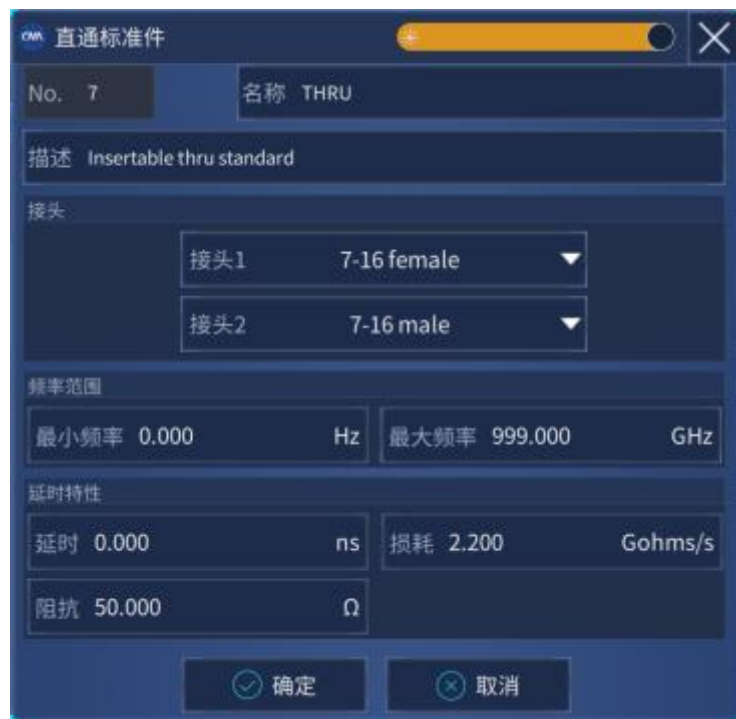 直通标准件
No. 7 名称 THRU
描述 Insertable thru standard
接头
接头1 7-16 female
接头2 7-16 male
频率范围
最小频率 0.000 Hz 最大频率 999.000 GHz
延时特性
延时 0.000 ns 损耗 2.200 Gohms/s
阻抗 50.000 Ω
确定 取消